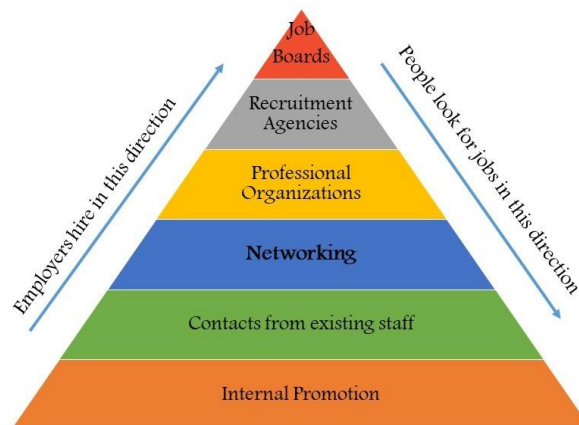 Job
Boards
Recruitment
Agencies
Professional
Organizations
Networking
Contacts from existing staff
Internal Promotion
Employers hire in this direction
People look for jobs in this direction